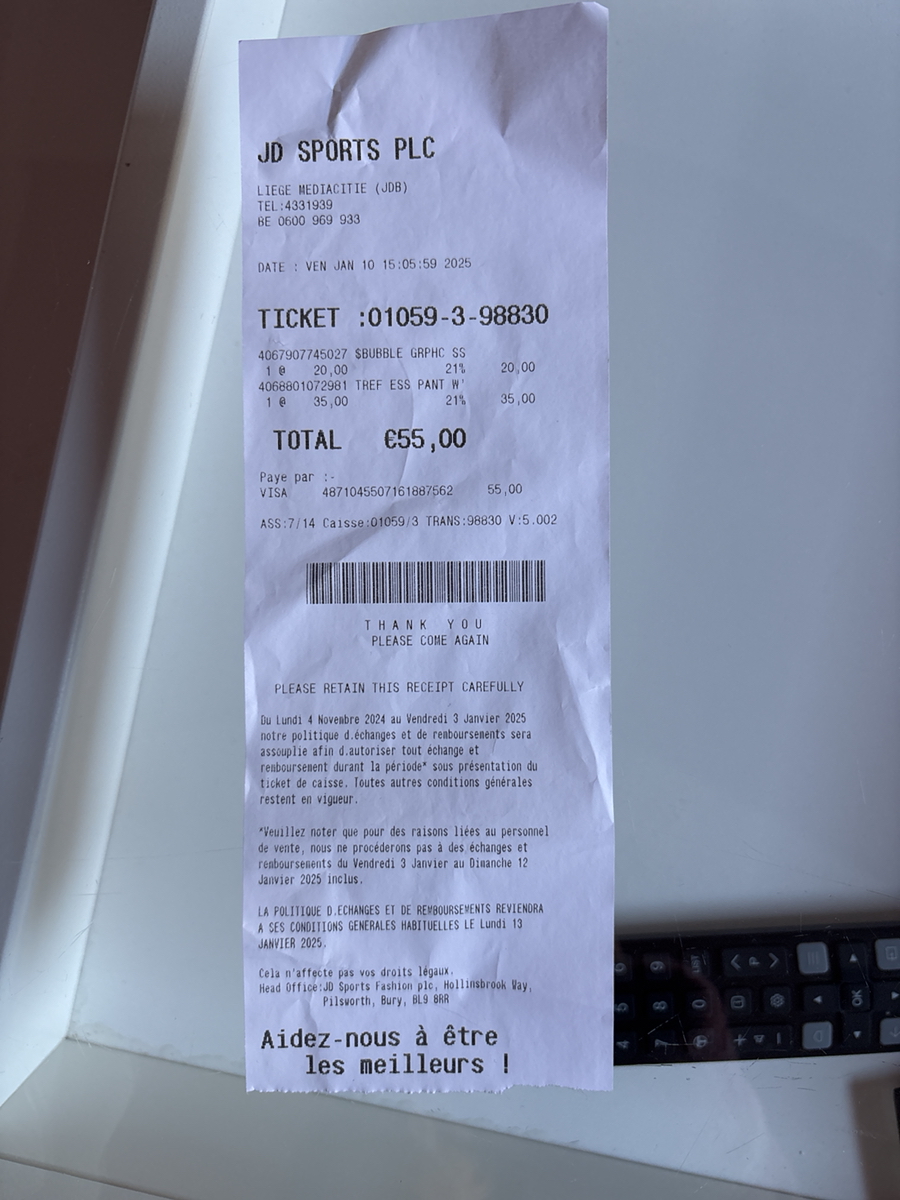 JD SPORTS PLC
LIEGE MEDIACITIE (JDB)
TEL:4331939
BE 0600 969 933
DATE : VEN JAN 10 15:05:59 2025
TICKET :01059-3-98830
4067907745027 $BUBBLE GRPHC SS
1 @ 20,00 21% 20,00
4068801072981 TREF ESS PANT W'
1 @ 35,00 21% 35,00
TOTAL €55,00
Paye par :-
VISA 4871045507161887562 55,00
ASS:7/14 Caisse:01059/3 TRANS:98830 V:5.002
THANK YOU
PLEASE COME AGAIN
PLEASE RETAIN THIS RECEIPT CAREFULLY
Du Lundi 4 Novembre 2024 au Vendredi 3 Janvier 2025
notre politique d.échanges et de remboursements sera
assouplie afin d.autoriser tout échange et
remboursement durant la période* sous présentation du
ticket de caisse. Toutes autres conditions générales
restent en vigueur.
*Veuillez noter que pour des raisons liées au personnel
de vente, nous ne procéderons pas à des échanges et
remboursements du Vendredi 3 Janvier au Dimanche 12
Janvier 2025 inclus.
LA POLITIQUE D.ECHANGES ET DE REMBOURSEMENTS REVIENDRA
A SES CONDITIONS GENERALES HABITUELLES LE Lundi 13
JANVIER 2025.
Cela n'affecte pas vos droits légaux.
Head Office:JD Sports Fashion plc, Hollinsbrook Way,
Pilsworth, Bury, BL9 8RR
Aidez-nous à être
les meilleurs !
6 9 LIST P
5 8 0 OK
4 7